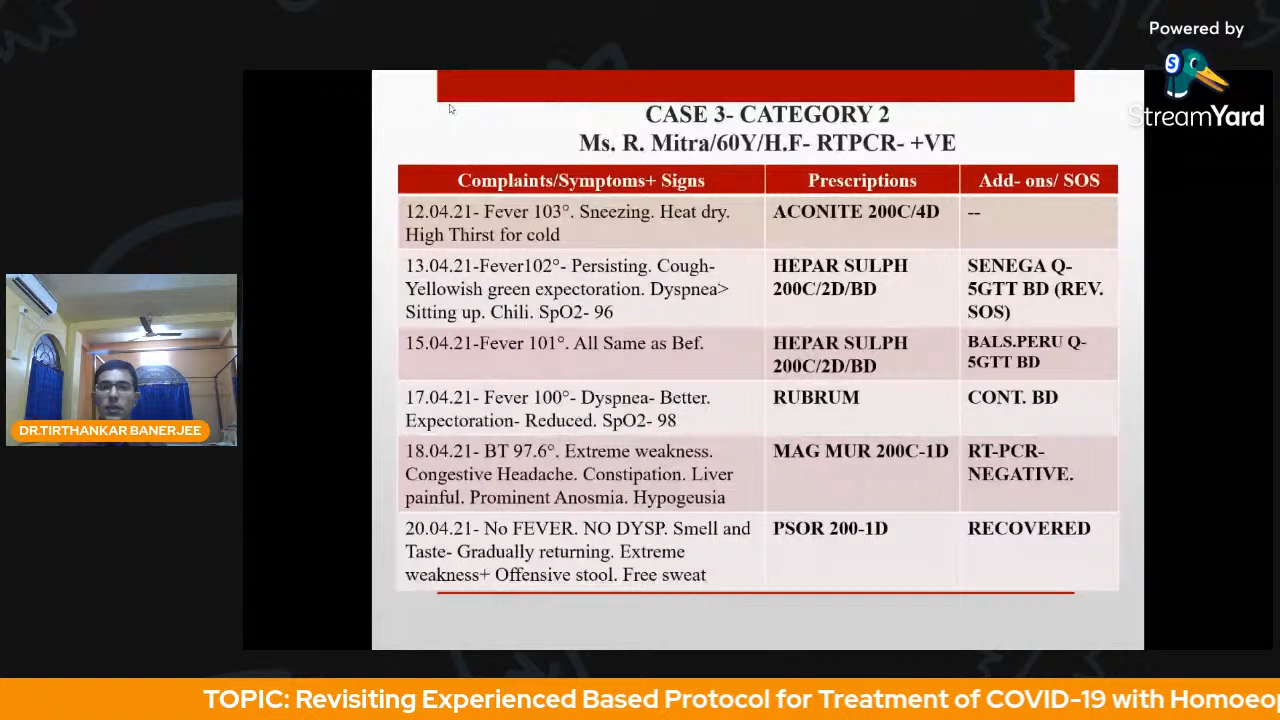 Powered by
StreamYard
CASE 3- CATEGORY 2
Ms. R. Mitra/60Y/H.F- RTPCR- +VE
Complaints/Symptoms+ Signs
Prescriptions
Add- ons/ SOS
12.04.21- Fever 103°. Sneezing. Heat dry.
High Thirst for cold
ACONITE 200C/4D
--
13.04.21-Fever102°- Persisting. Cough-
Yellowish green expectoration. Dyspnea>
Sitting up. Chili. SpO2- 96
HEPAR SULPH
200C/2D/BD
SENEGA Q-
5GTT BD (REV.
SOS)
15.04.21-Fever 101°. All Same as Bef.
HEPAR SULPH
200C/2D/BD
BALS.PERU Q-
5GTT BD
17.04.21- Fever 100°- Dyspnea- Better.
Expectoration- Reduced. SpO2- 98
RUBRUM
CONT. BD
18.04.21- BT 97.6°. Extreme weakness.
Congestive Headache. Constipation. Liver
painful. Prominent Anosmia. Hypogeusia
MAG MUR 200C-1D
RT-PCR-
NEGATIVE.
20.04.21- No FEVER. NO DYSP. Smell and
Taste- Gradually returning. Extreme
weakness+ Offensive stool. Free sweat
PSOR 200-1D
RECOVERED
DR.TIRTHANKAR BANERJEE
TOPIC: Revisiting Experienced Based Protocol for Treatment of COVID-19 with Homoeop